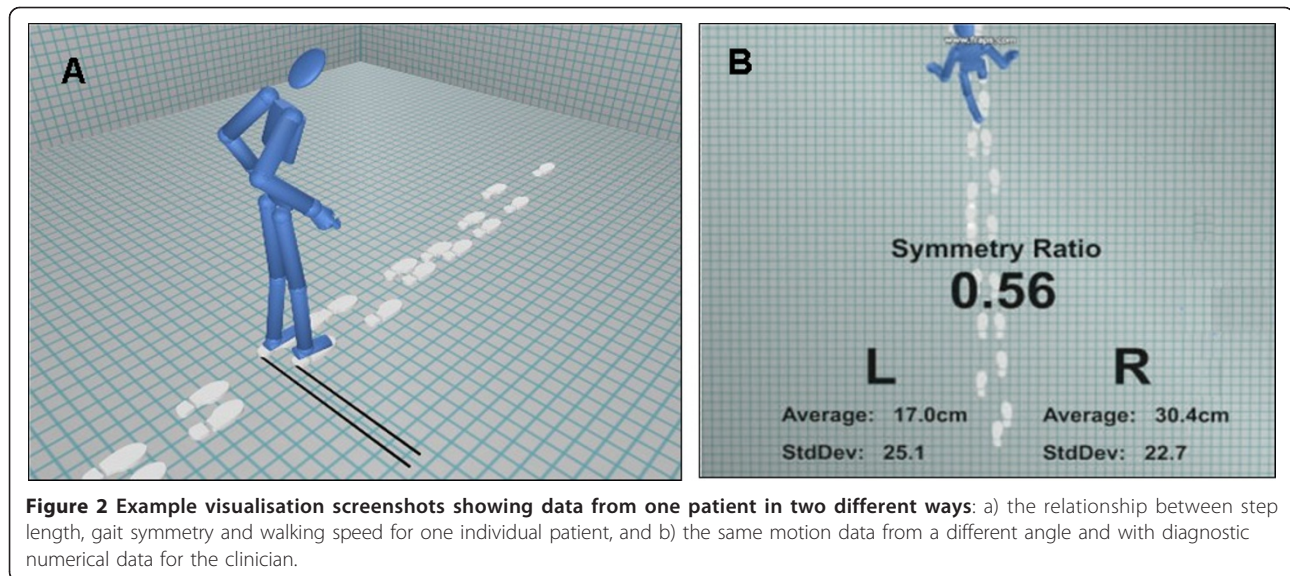 A
B
www.fraps.com
Symmetry Ratio
0.56
L R
Average: 17.0cm Average: 30.4cm
StdDev: 25.1 StdDev: 22.7
Figure 2 Example visualisation screenshots showing data from one patient in two different ways: a) the relationship between step
length, gait symmetry and walking speed for one individual patient, and b) the same motion data from a different angle and with diagnostic
numerical data for the clinician.